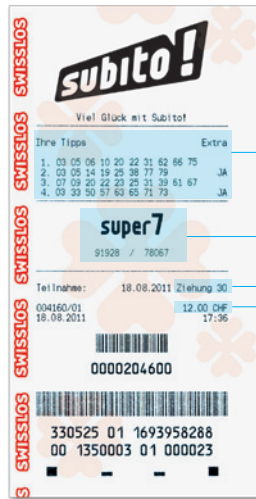 subito!
Viel Glück mit Subito!
Ihre Tipps Extra
1. 03 05 06 10 20 22 31 62 66 75
2. 03 05 14 19 25 38 77 79 JA
3. 07 09 20 22 23 25 31 39 61 67
4. 03 33 50 57 63 65 71 73 JA
super7
91928 / 78067
Teilnahme: 18.08.2011 Ziehung 30
004160/01 12.00 CHF
18.08.2011 17:36
0000204600
330525 01 1693958288
00 1350003 01 000023
SWISSLOS
SWISSLOS
SWISSLOS
SWISSLOS
SWISSLOS